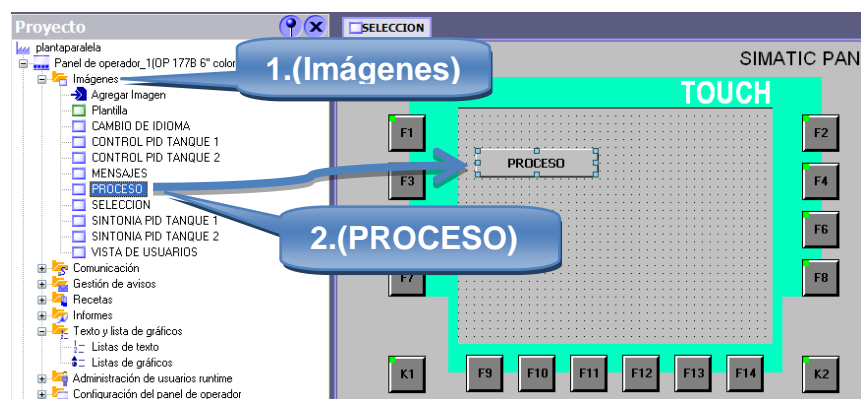 Proyecto
plantaparalela
Panel de operador_1(OP 177B 6" color
Imágenes
Agregar Imagen
Plantilla
CAMBIO DE IDIOMA
CONTROL PID TANQUE 1
CONTROL PID TANQUE 2
MENSAJES
PROCESO
SELECCION
SINTONIA PID TANQUE 1
SINTONIA PID TANQUE 2
VISTA DE USUARIOS
Comunicación
Gestión de avisos
Recetas
Informes
Texto y lista de gráficos
Listas de texto
Listas de gráficos
Administración de usuarios runtime
Configuración del panel de operador
1.(Imágenes)
2.(PROCESO)
SELECCION
SIMATIC PAN
TOUCH
F1
F2
PROCESO
F3
F4
F6
F7
F8
K1
F9
F10
F11
F12
F13
F14
K2